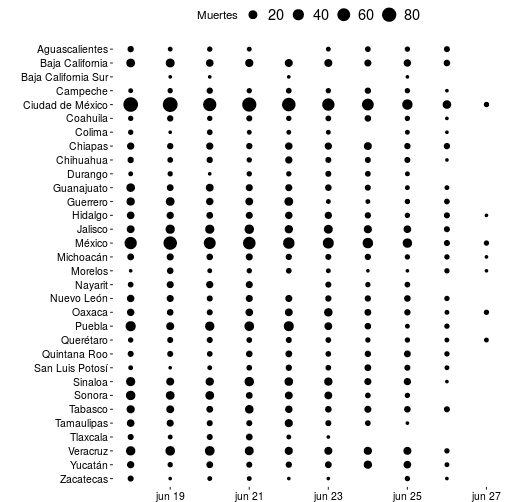 Muertes 20 40 60 80
Aguascalientes
Baja California
Baja California Sur
Campeche
Ciudad de México
Coahuila
Colima
Chiapas
Chihuahua
Durango
Guanajuato
Guerrero
Hidalgo
Jalisco
México
Michoacán
Morelos
Nayarit
Nuevo León
Oaxaca
Puebla
Querétaro
Quintana Roo
San Luis Potosí
Sinaloa
Sonora
Tabasco
Tamaulipas
Tlaxcala
Veracruz
Yucatán
Zacatecas
jun 19 jun 21 jun 23 jun 25 jun 27